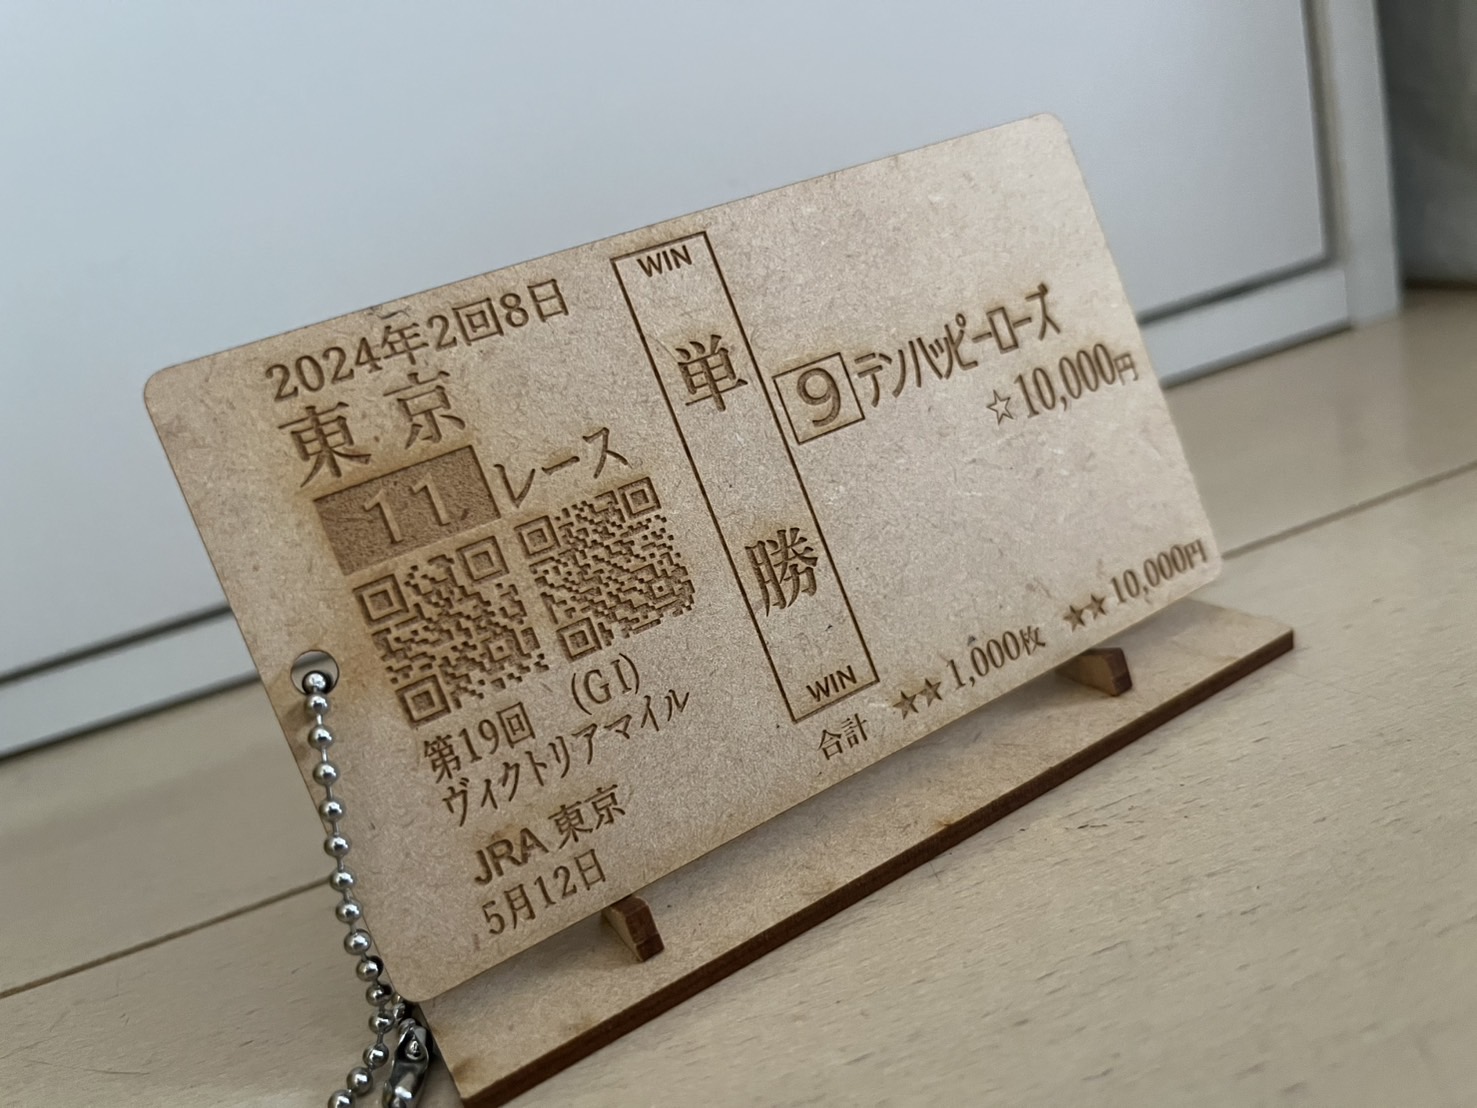 2024年2回8日
東京
11レース
第19回 (GI)
ヴィクトリアマイル
JRA 東京
5月12日
WIN
単勝
WIN
9 テンハッピーローズ
☆10,000円
合計 ★★1,000枚 ★★10,000円